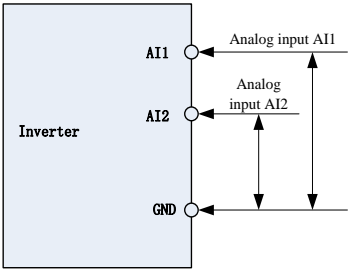 Analog input AI1
AI1
Analog
input AI2
AI2
Inverter
GND